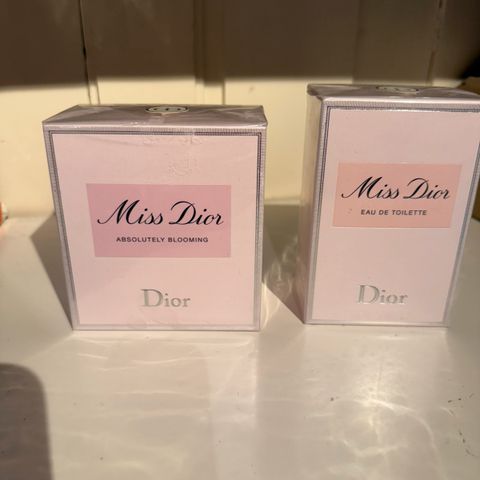 Miss Dior
ABSOLUTELY BLOOMING
Dior
Miss Dior
EAU DE TOILETTE
Dior